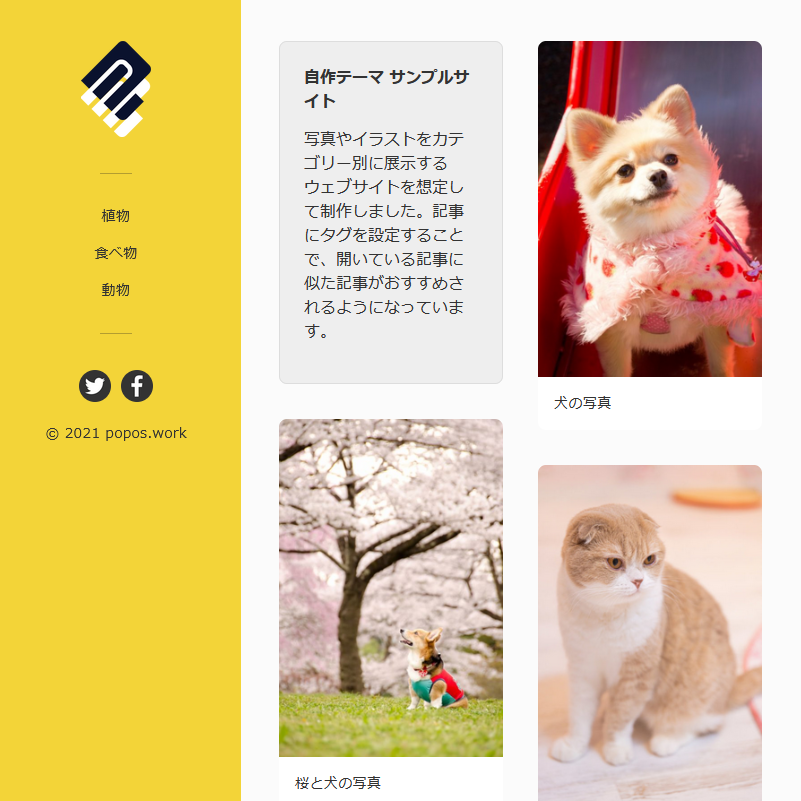 植物
食べ物
動物
© 2021 popos.work
自作テーマ サンプルサ
イト
写真やイラストをカテ
ゴリー別に展示する
ウェブサイトを想定し
て制作しました。記事
にタグを設定すること
で、開いている記事に
似た記事がおすすめさ
れるようになっていま
す。
犬の写真
桜と犬の写真